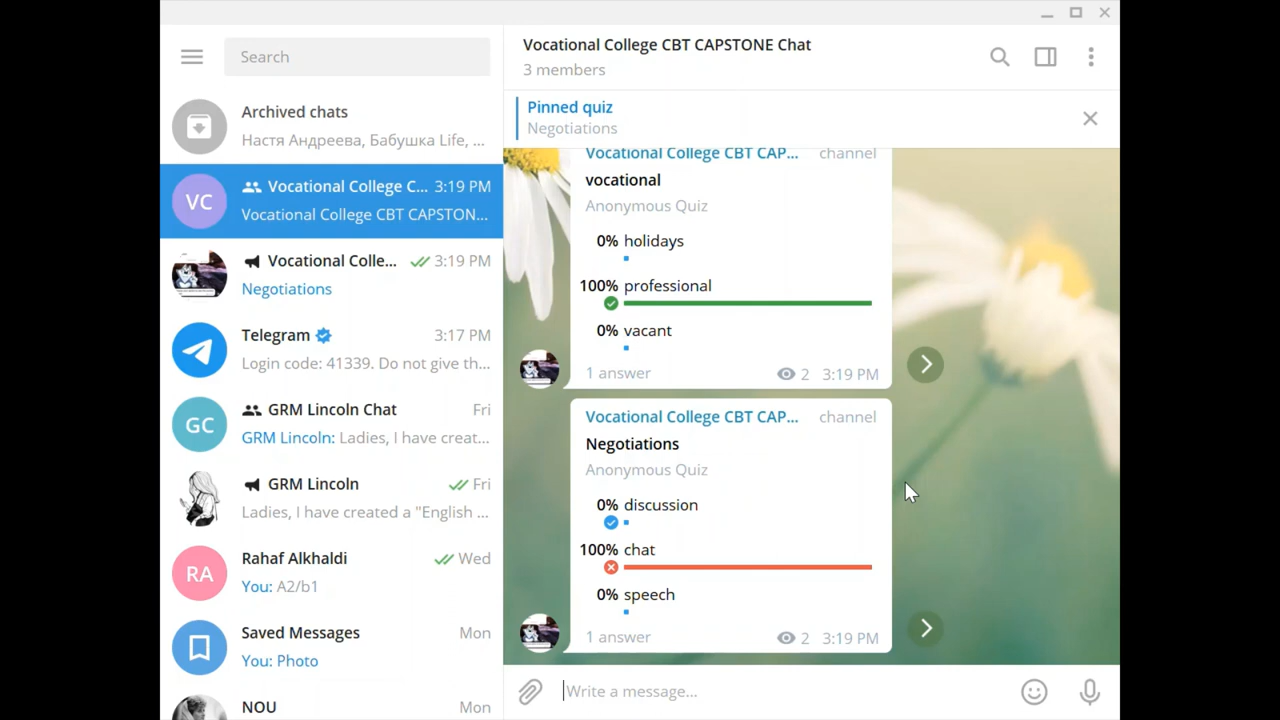 Search
Archived chats
Настя Андреева, Бабушка Life, ...
VC
Vocational College C... 3:19 PM
Vocational College CBT CAPSTON...
Vocational Colle... 3:19 PM
Negotiations
Telegram 3:17 PM
Login code: 41339. Do not give th...
GC
GRM Lincoln Chat Fri
GRM Lincoln: Ladies, I have creat...
GRM Lincoln Fri
Ladies, I have created a "English ...
RA
Rahaf Alkhaldi Wed
You: A2/b1
Saved Messages Mon
You: Photo
NOU Mon
Vocational College CBT CAPSTONE Chat
3 members
Pinned quiz
Negotiations
Vocational College CBT CAP... channel
vocational
Anonymous Quiz
0% holidays
100% professional
0% vacant
1 answer 2 3:19 PM
Vocational College CBT CAP... channel
Negotiations
Anonymous Quiz
0% discussion
100% chat
0% speech
1 answer 2 3:19 PM
Write a message...